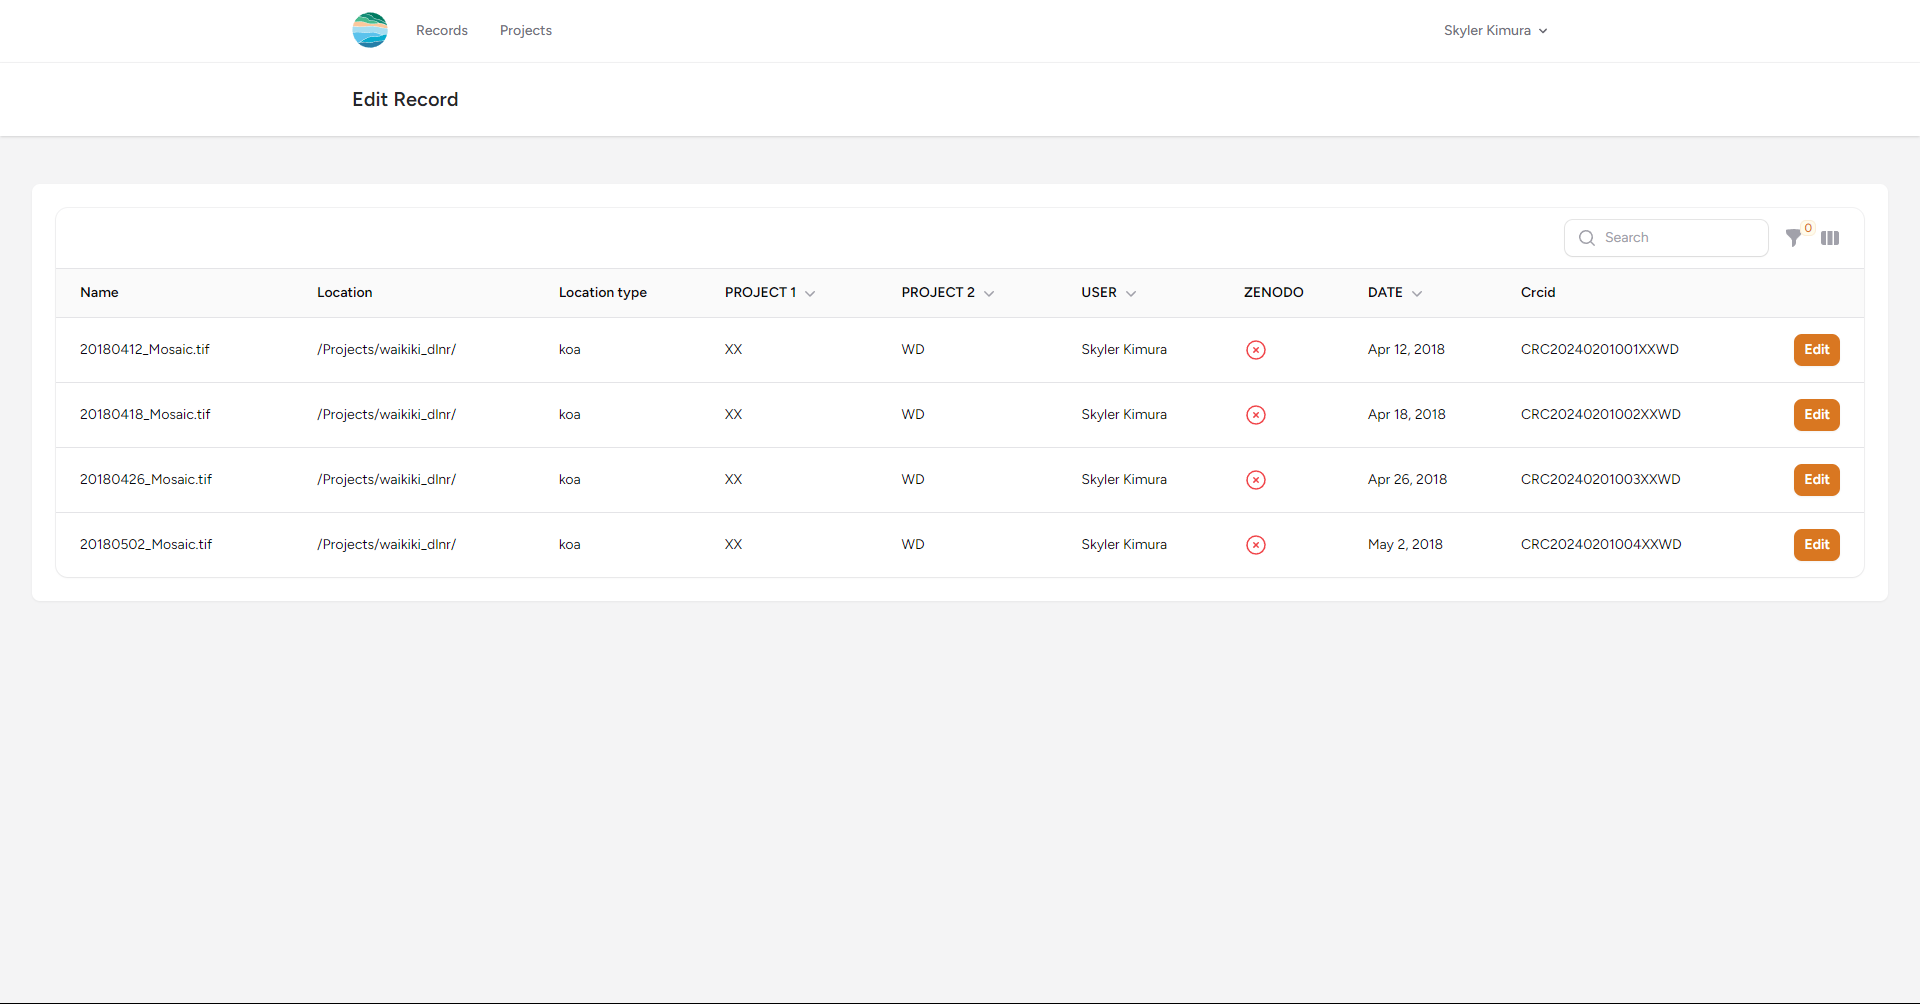 Records Projects Skyler Kimura
Edit Record
Search 0
Name Location Location type PROJECT 1 PROJECT 2 USER ZENODO DATE Crcid
20180412_Mosaic.tif /Projects/waikiki_dlnr/ koa XX WD Skyler Kimura Apr 12, 2018 CRC20240201001XXWD Edit
20180418_Mosaic.tif /Projects/waikiki_dlnr/ koa XX WD Skyler Kimura Apr 18, 2018 CRC20240201002XXWD Edit
20180426_Mosaic.tif /Projects/waikiki_dlnr/ koa XX WD Skyler Kimura Apr 26, 2018 CRC20240201003XXWD Edit
20180502_Mosaic.tif /Projects/waikiki_dlnr/ koa XX WD Skyler Kimura May 2, 2018 CRC20240201004XXWD Edit